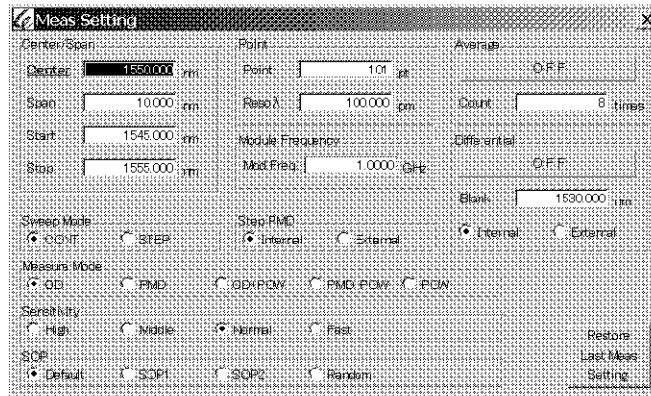 Meas Setting X
Center/Span
Center 1550.000 nm
Span 10.000 nm
Start 1545.000 nm
Stop 1555.000 nm
Point
Point 101 pt
Reso λ 100.000 pm
Module Frequency
Mod Freq 1.0000 GHz
Average
OFF
Count 8 times
Differential
OFF
Blank 1530.000 nm
Internal External
Sweep Mode
CONT STEP
Step PMD
Internal External
Measure Mode
CD PMD CD+POW PMD POW POW
Sensitivity
High Middle Normal Fast
SOP
Default SOP1 SOP2 Random
Restore
Last Meas
Setting